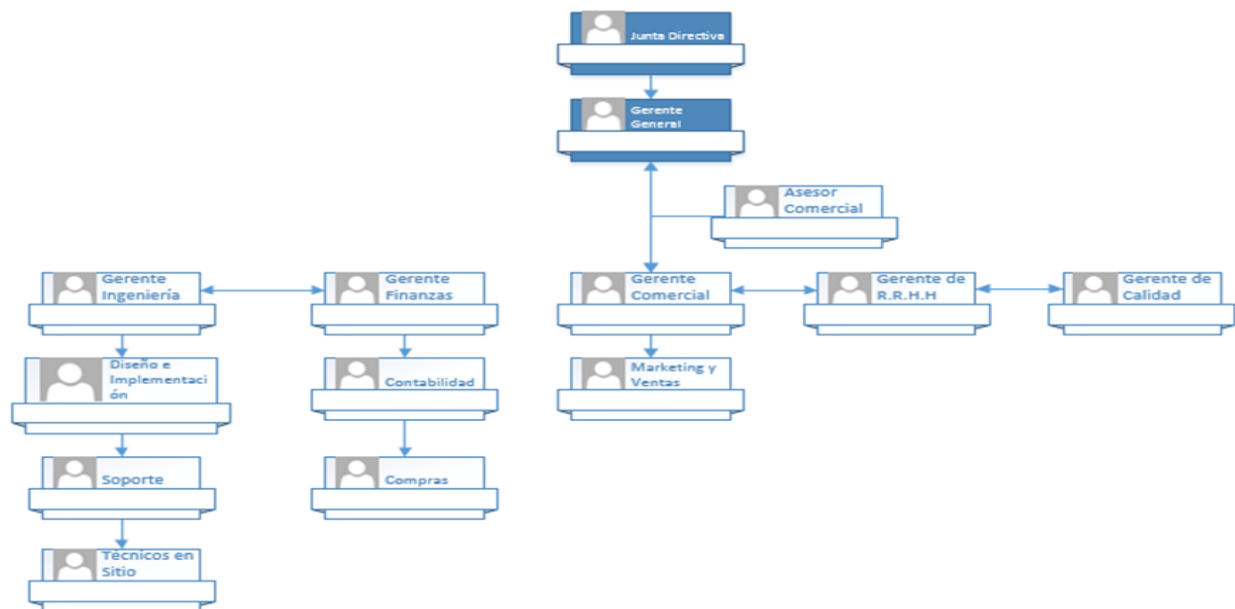 Junta Directiva
Gerente
General
Asesor
Comercial
Gerente
Ingeniería
Gerente
Finanzas
Gerente
Comercial
Gerente de
R.R.H.H
Gerente de
Calidad
Diseño e
Implementaci
ón
Contabilidad
Marketing y
Ventas
Soporte
Compras
Técnicos en
Sitio